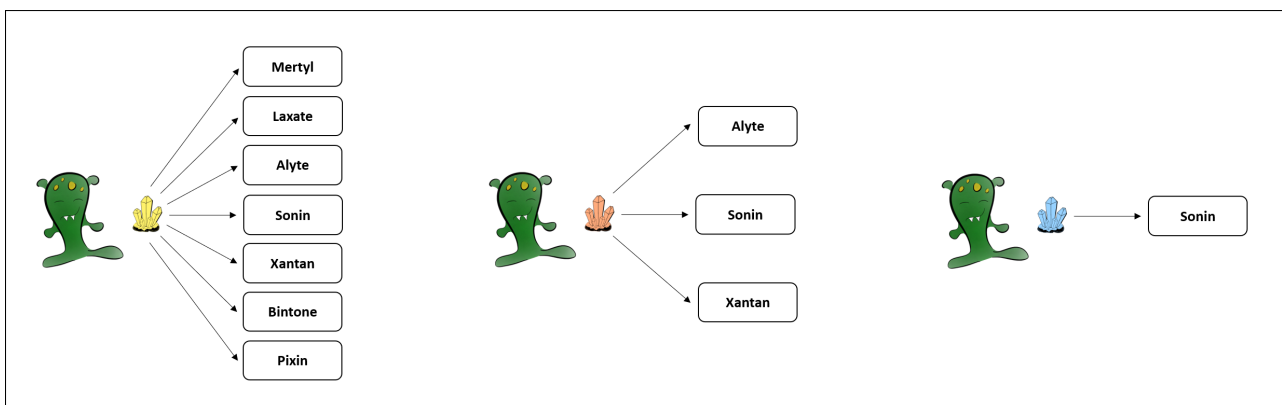 Mertyl
Laxate
Alyte
Sonin
Xantan
Bintone
Pixin
Alyte
Sonin
Xantan
Sonin